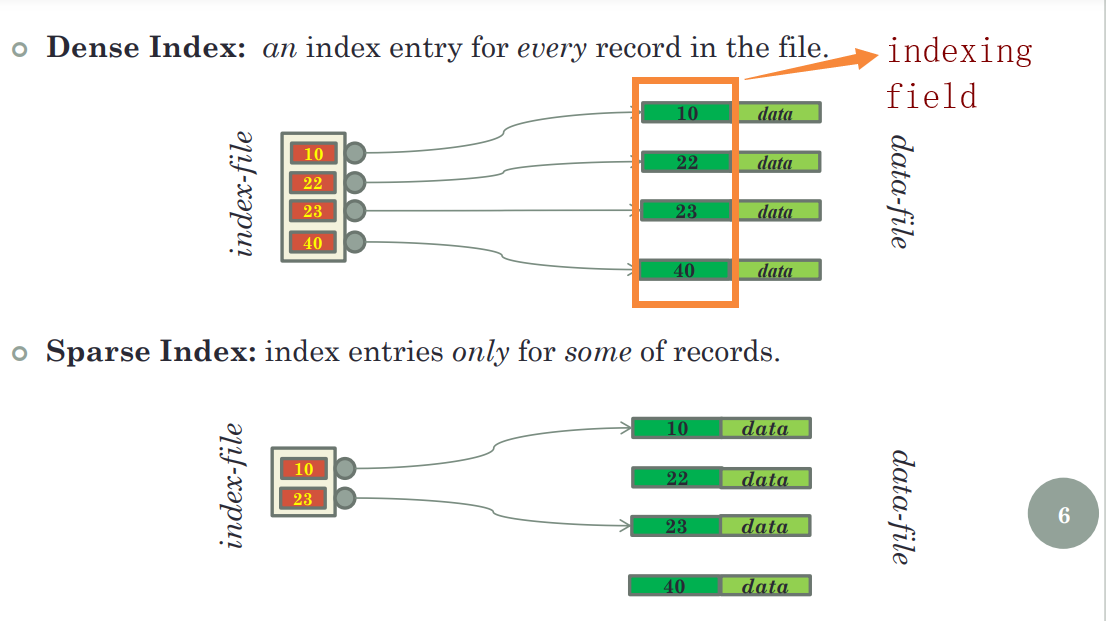 Dense Index: an index entry for every record in the file.
indexing
field
index-file
10
22
23
40
10 data
22 data
23 data
40 data
data-file
Sparse Index: index entries only for some of records.
index-file
10
23
10 data
22 data
23 data
40 data
data-file
6